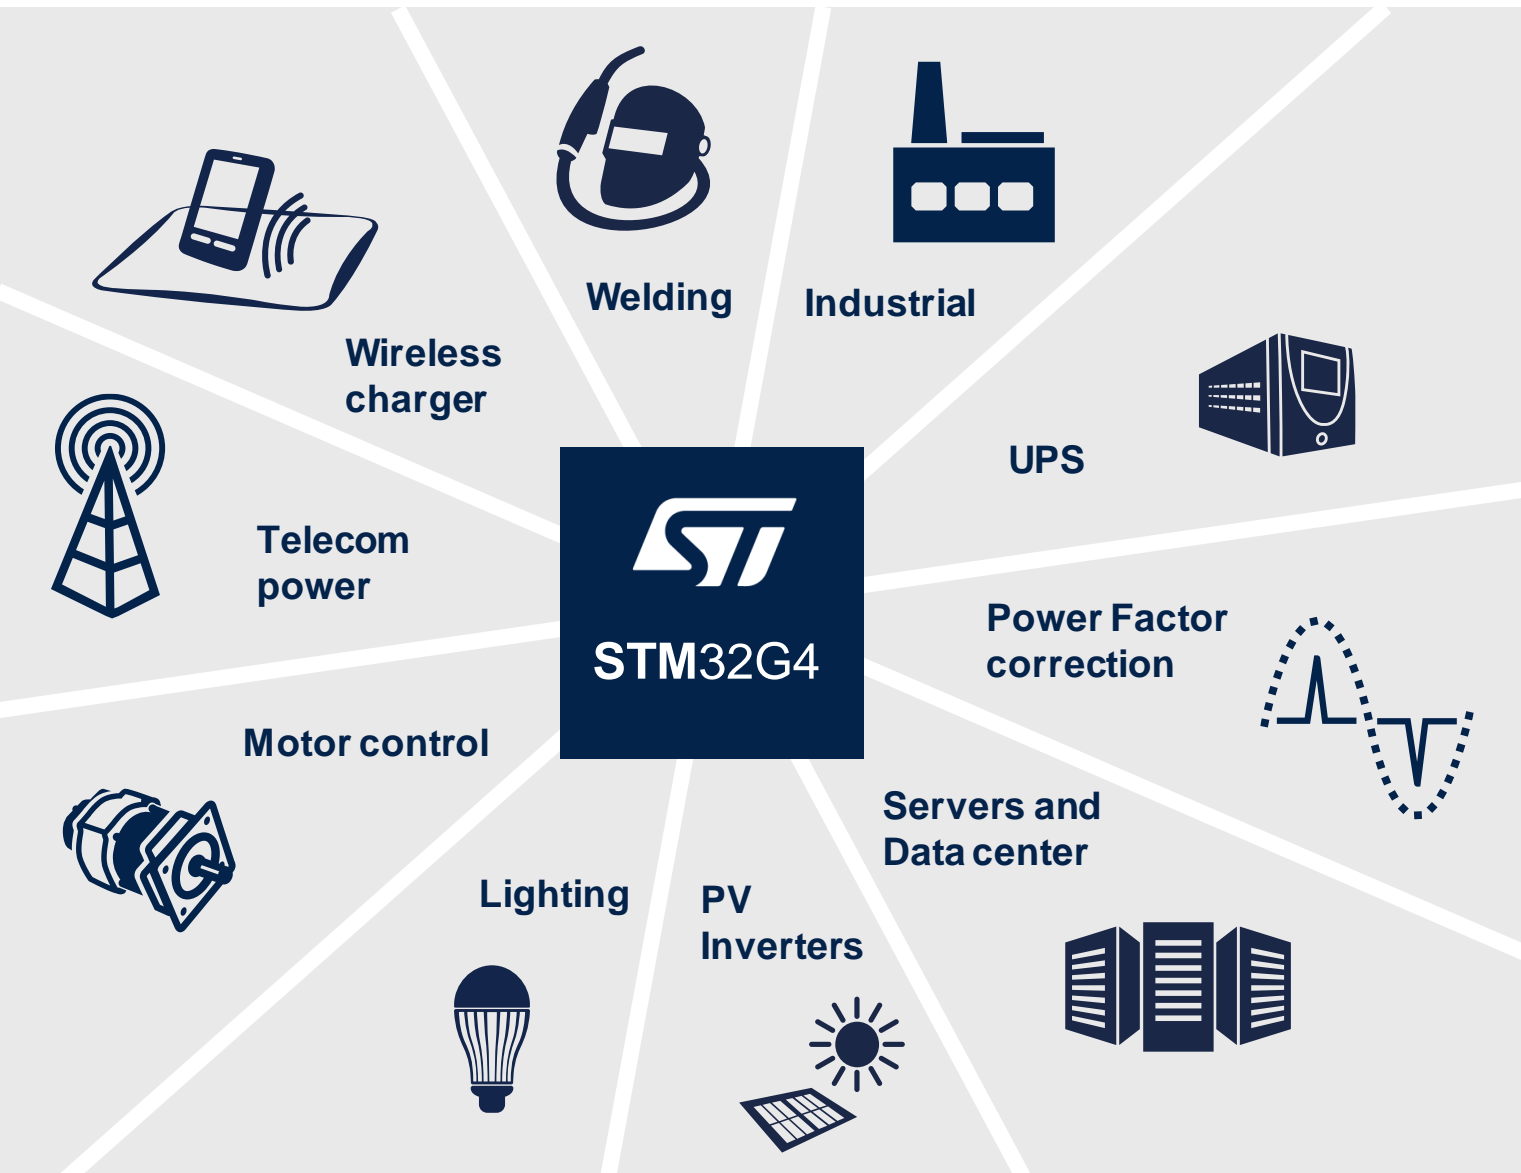 Welding
Industrial
Wireless
charger
UPS
Telecom
power
ST
STM32G4
Power Factor
correction
Motor control
Servers and
Data center
Lighting
PV
Inverters